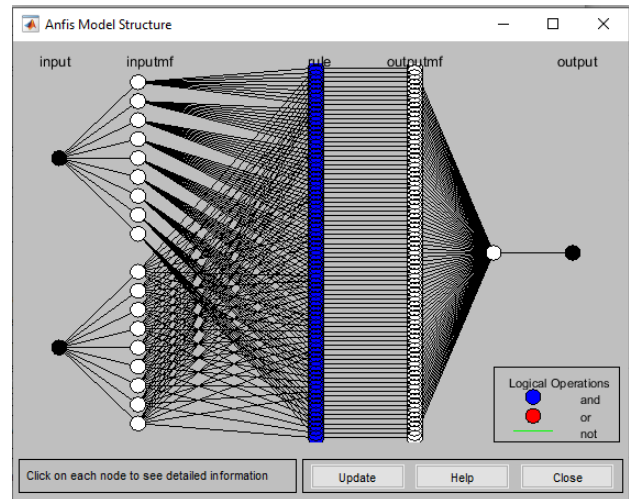 Anfis Model Structure
input inputmf rule outputmf output
Logical Operations
and
or
not
Click on each node to see detailed information
Update Help Close